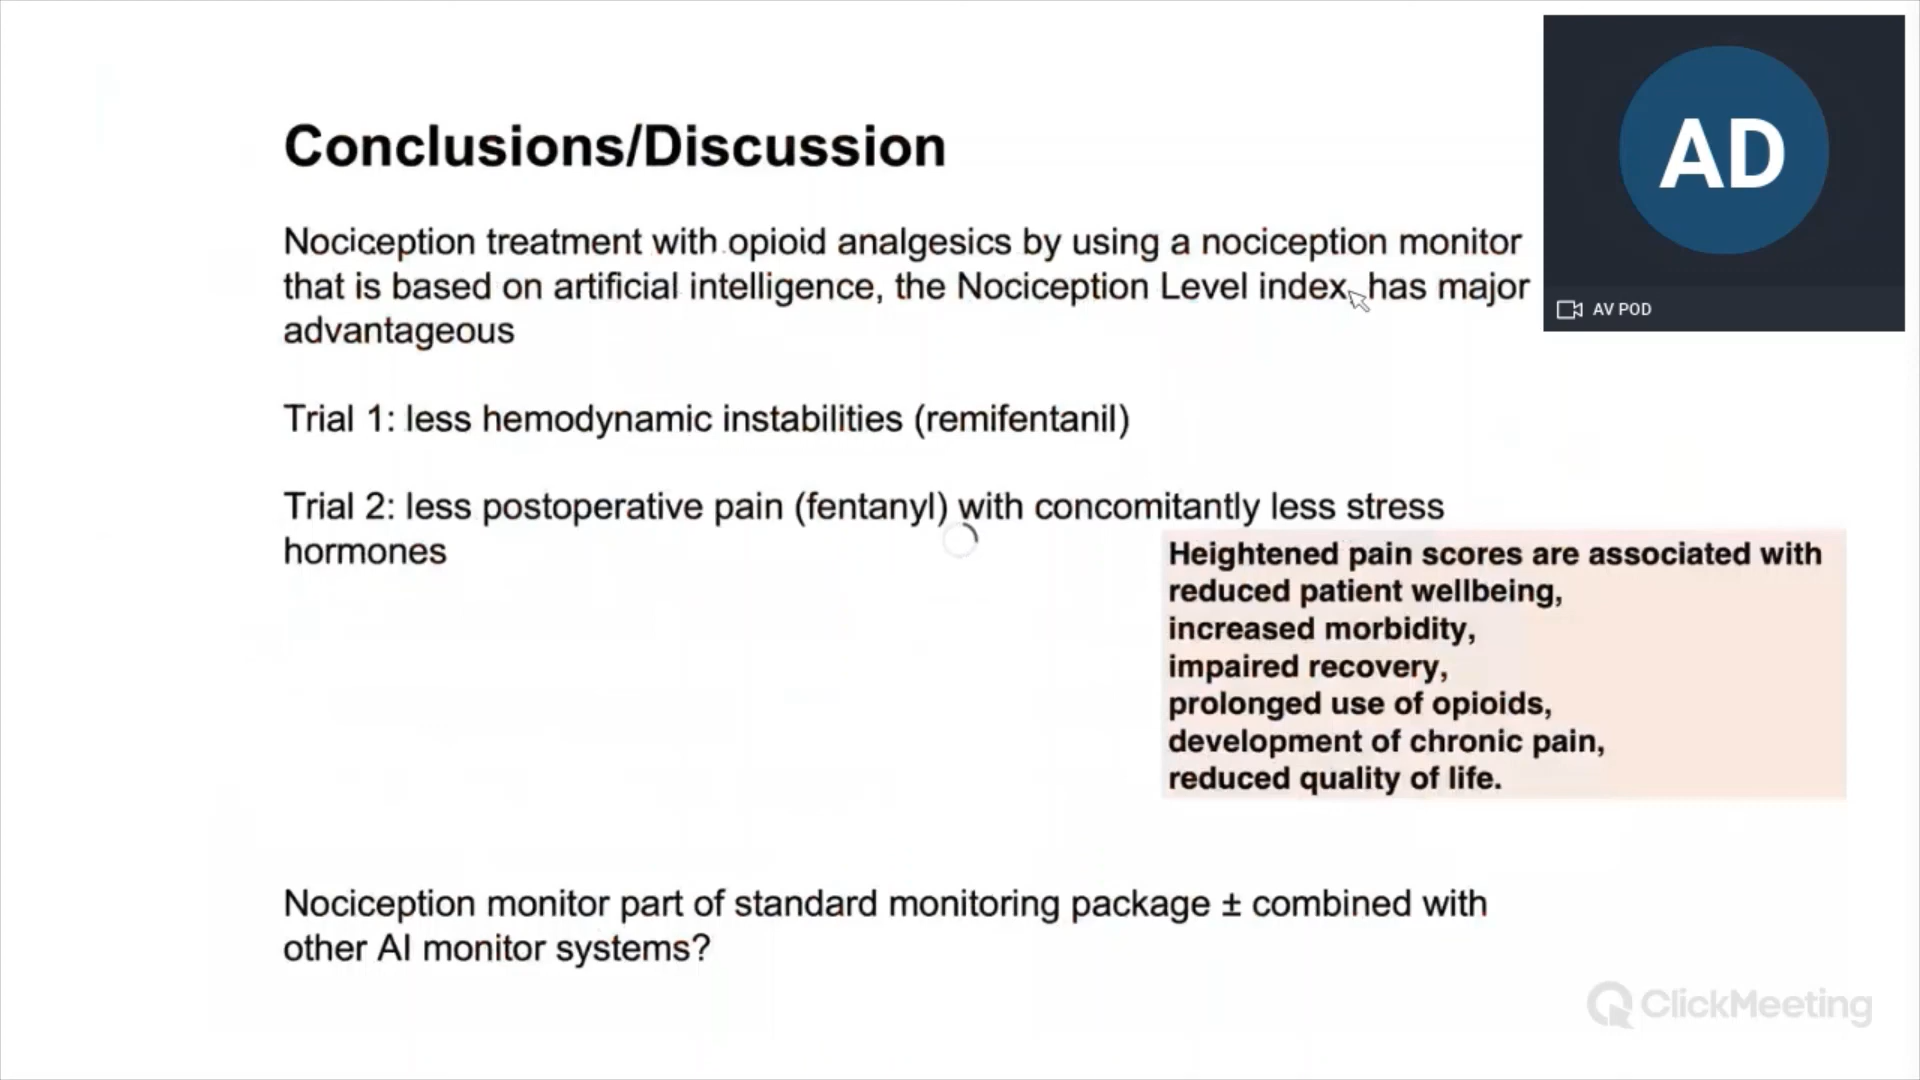 Conclusions/Discussion
Nociception treatment with opioid analgesics by using a nociception monitor
that is based on artificial intelligence, the Nociception Level index, has major
advantageous
Trial 1: less hemodynamic instabilities (remifentanil)
Trial 2: less postoperative pain (fentanyl) with concomitantly less stress
hormones
Heightened pain scores are associated with
reduced patient wellbeing,
increased morbidity,
impaired recovery,
prolonged use of opioids,
development of chronic pain,
reduced quality of life.
Nociception monitor part of standard monitoring package ± combined with
other AI monitor systems?
AD
AV POD
ClickMeeting